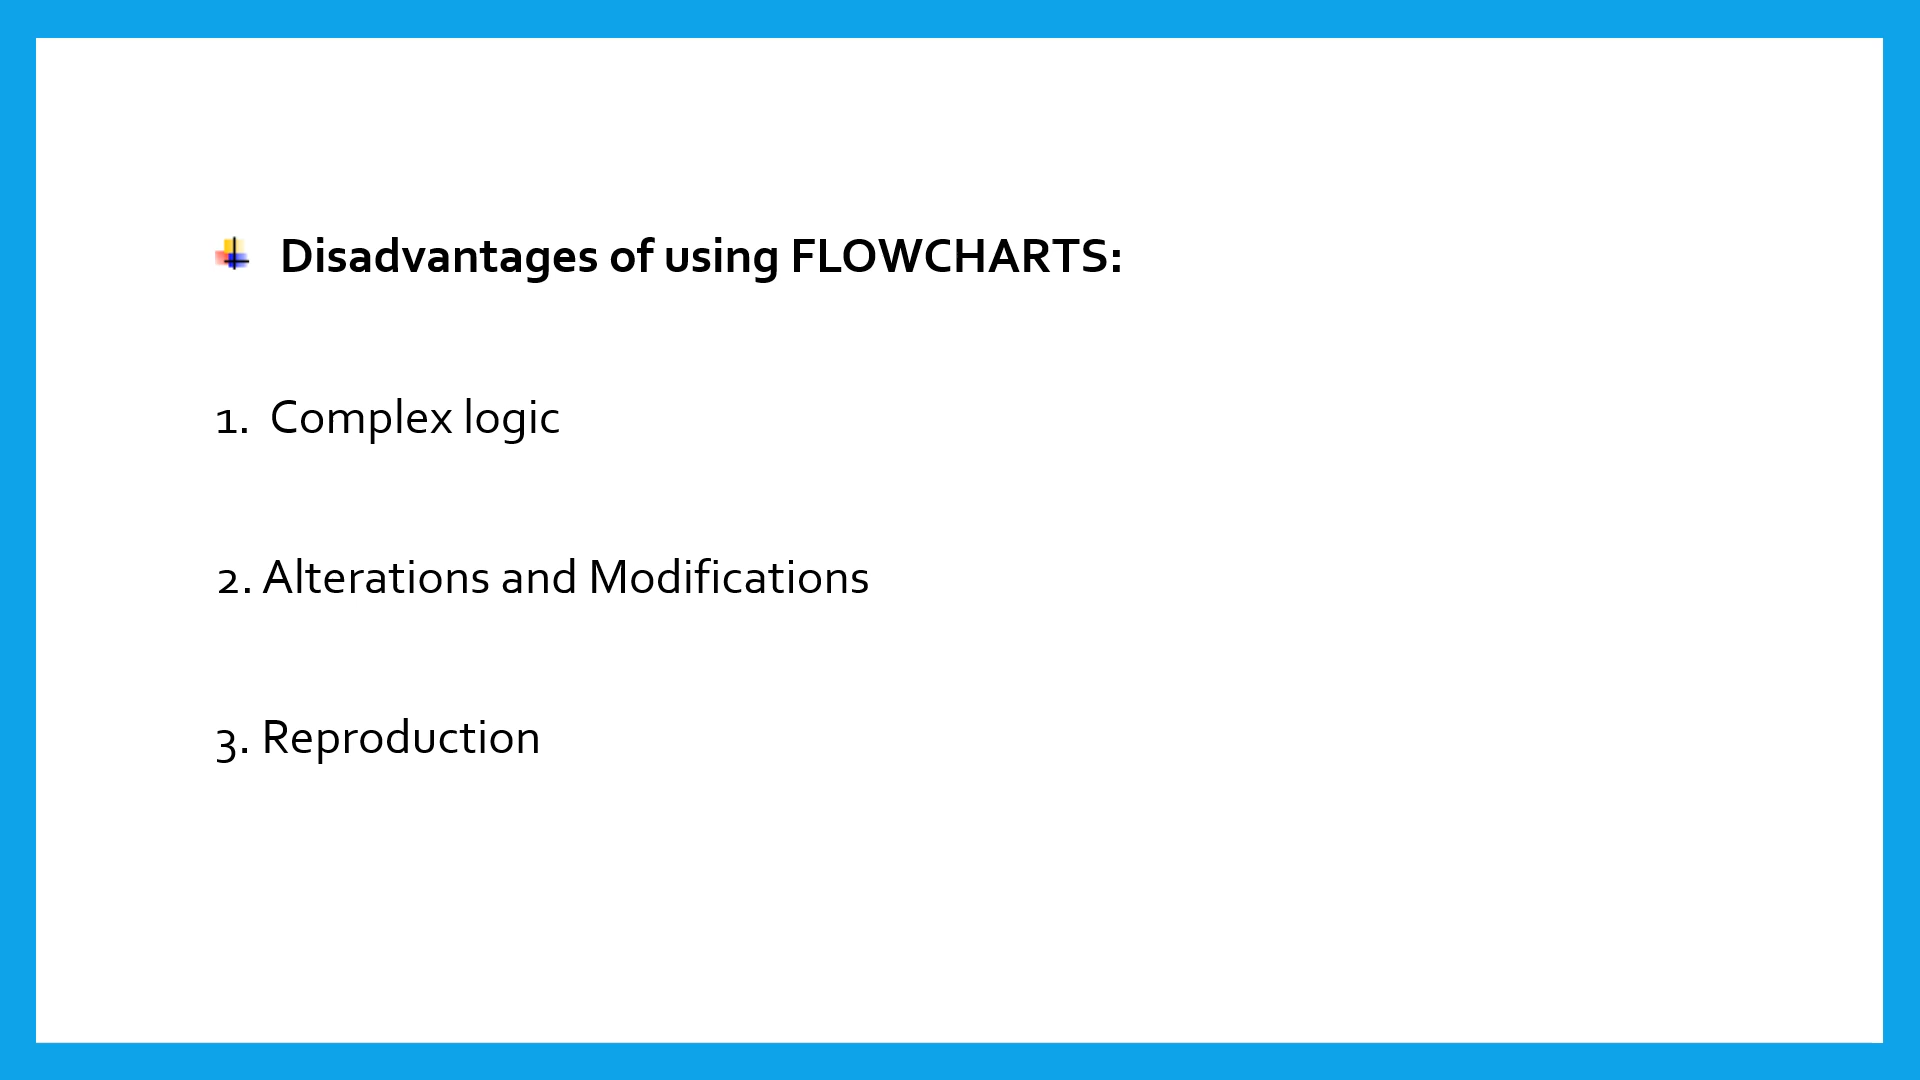 Disadvantages of using FLOWCHARTS:
1. Complex logic
2. Alterations and Modifications
3. Reproduction